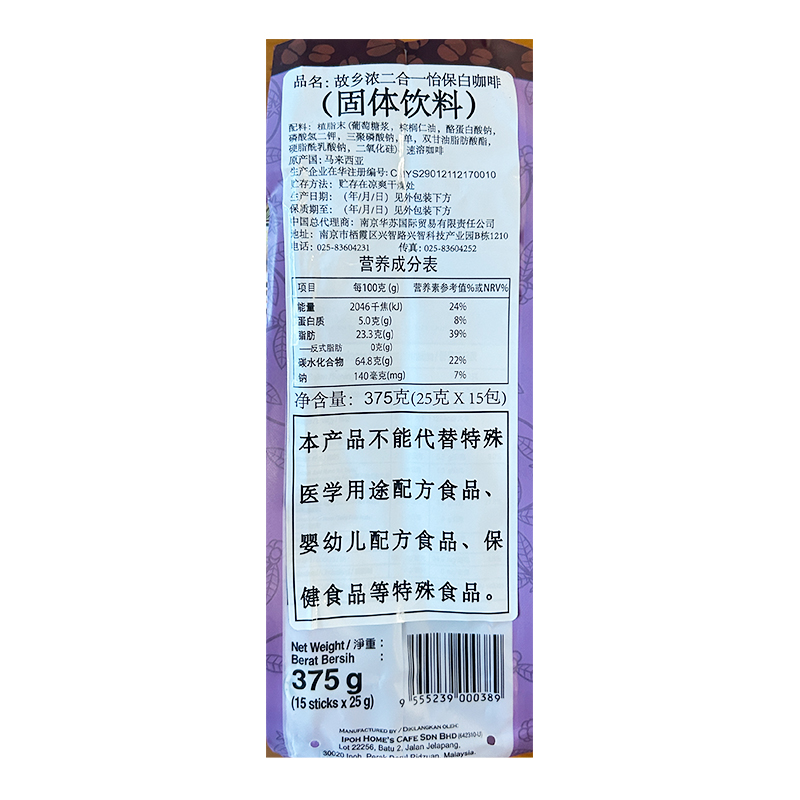 品名：故乡浓二合一怡保白咖啡
（固体饮料）
配料：植脂末（葡萄糖浆，棕榈仁油，酪蛋白酸钠，
磷酸氢二钾，三聚磷酸钠，单，双甘油脂肪酸酯，
硬脂酰乳酸钠，二氧化硅），速溶咖啡
原产国：马来西亚
生产企业在华注册编号：C YS29012112170010
贮存方法：贮存在凉爽干燥处
生产日期：（年/月/日）见外包装下方
保质期至：（年/月/日）见外包装下方
中国总代理商：南京华苏国际贸易有限责任公司
地址：南京市栖霞区兴智路兴智科技产业园B栋1210
电话：025-83604231 传真：025-83604252
营养成分表
项目 每100克 (g) 营养素参考值%或NRV%
能量 2046千焦(kJ) 24%
蛋白质 5.0克(g) 8%
脂肪 23.3克(g) 39%
—反式脂肪 0克(g)
碳水化合物 64.8克(g) 22%
钠 140毫克(mg) 7%
净含量：375克(25克 X 15包)
本产品不能代替特殊
医学用途配方食品、
婴幼儿配方食品、保
健食品等特殊食品。
Net Weight / 淨重 :
Berat Bersih :
375 g
(15 sticks x 25 g)
9 555239 000389
MANUFACTURED BY / DIKILANGKAN OLEH:
IPOH HOME'S CAFE SDN BHD (642310-U)
Lot 22256, Batu 2, Jalan Jelapang,
30020 Ipoh, Perak Darul Ridzuan, Malaysia.